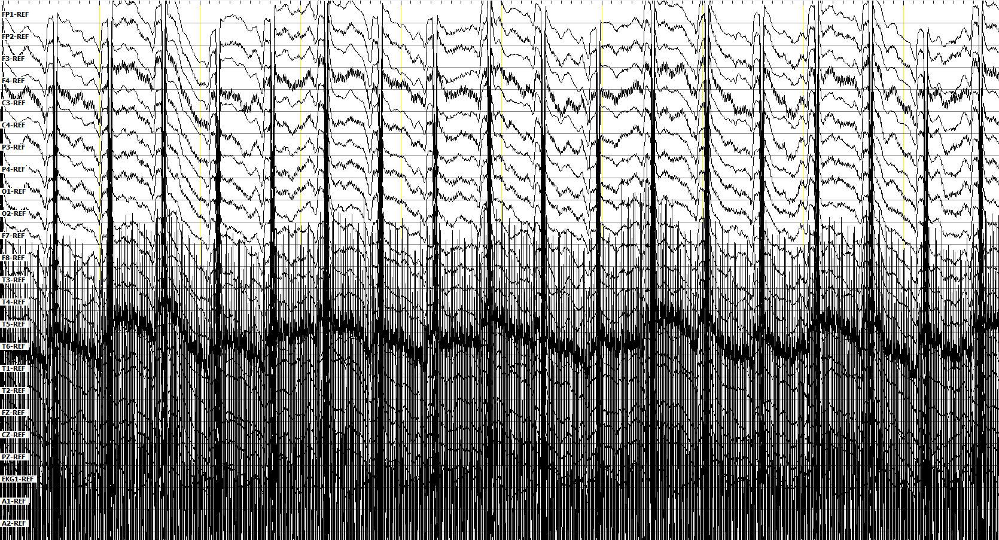 FP1-REF
FP2-REF
F3-REF
F4-REF
C3-REF
C4-REF
P3-REF
P4-REF
O1-REF
O2-REF
F7-REF
F8-REF
T3-REF
T4-REF
T5-REF
T6-REF
T1-REF
T2-REF
FZ-REF
CZ-REF
PZ-REF
EKG1-REF
A1-REF
A2-REF